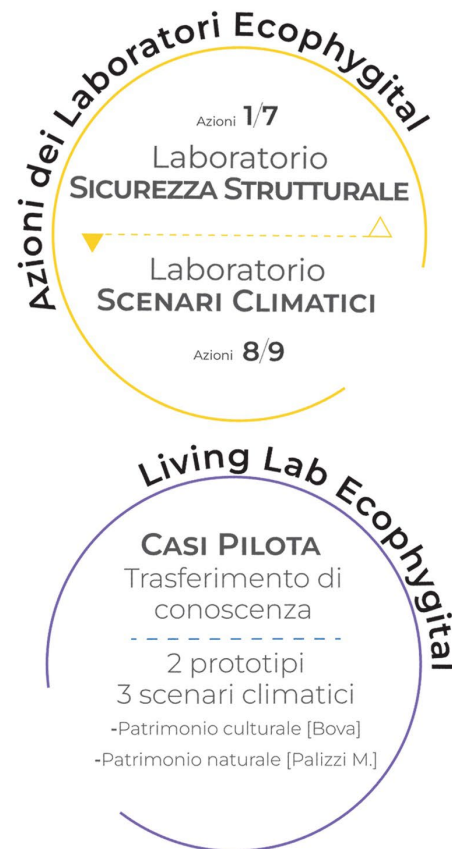 Azioni dei Laboratori Ecophygital
Azioni 1/7
Laboratorio
SICUREZZA STRUTTURALE
Laboratorio
SCENARI CLIMATICI
Azioni 8/9
Living Lab Ecophygital
CASI PILOTA
Trasferimento di
conoscenza
2 prototipi
3 scenari climatici
-Patrimonio culturale [Bova]
-Patrimonio naturale [Palizzi M.]